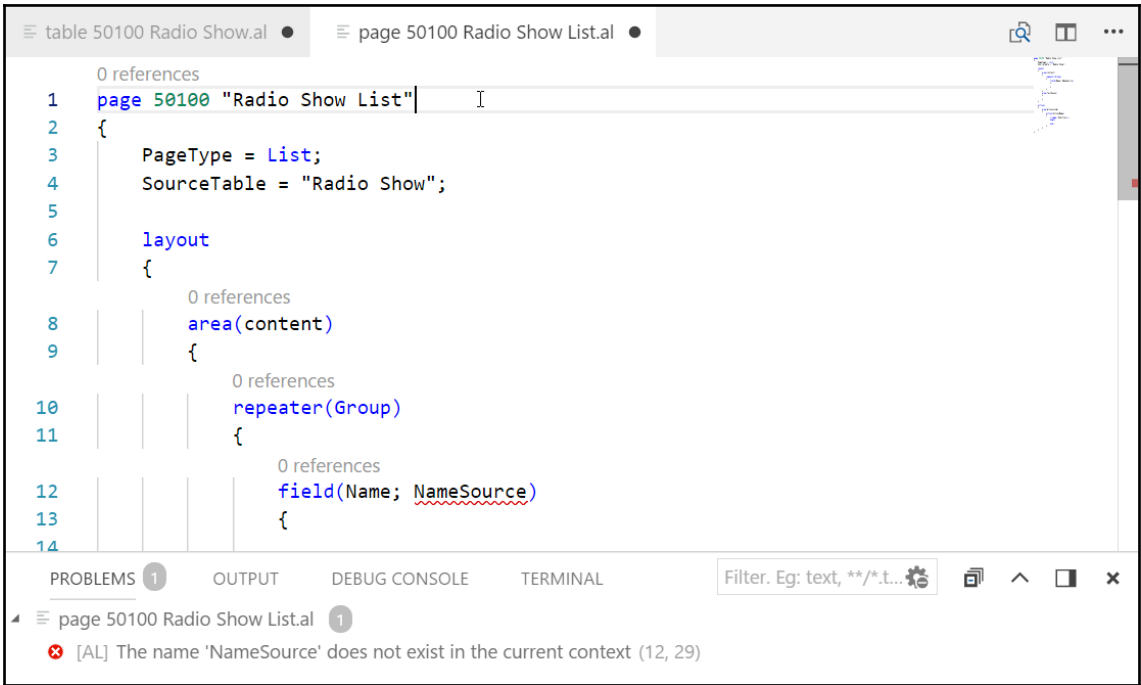 table 50100 Radio Show.al ● page 50100 Radio Show List.al ●
0 references
1 page 50100 "Radio Show List"
2 {
3 PageType = List;
4 SourceTable = "Radio Show";
5
6 layout
7 {
0 references
8 area(content)
9 {
0 references
10 repeater(Group)
11 {
0 references
12 field(Name; NameSource)
13 {
14
PROBLEMS 1 OUTPUT DEBUG CONSOLE TERMINAL Filter. Eg: text, **/*.t...
page 50100 Radio Show List.al 1
[AL] The name 'NameSource' does not exist in the current context (12, 29)